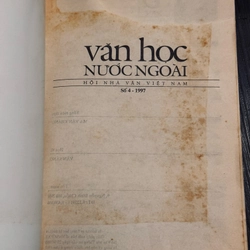 văn học
NƯỚC NGOÀI
HỘI NHÀ VĂN VIỆT NAM
Số 4 - 1997